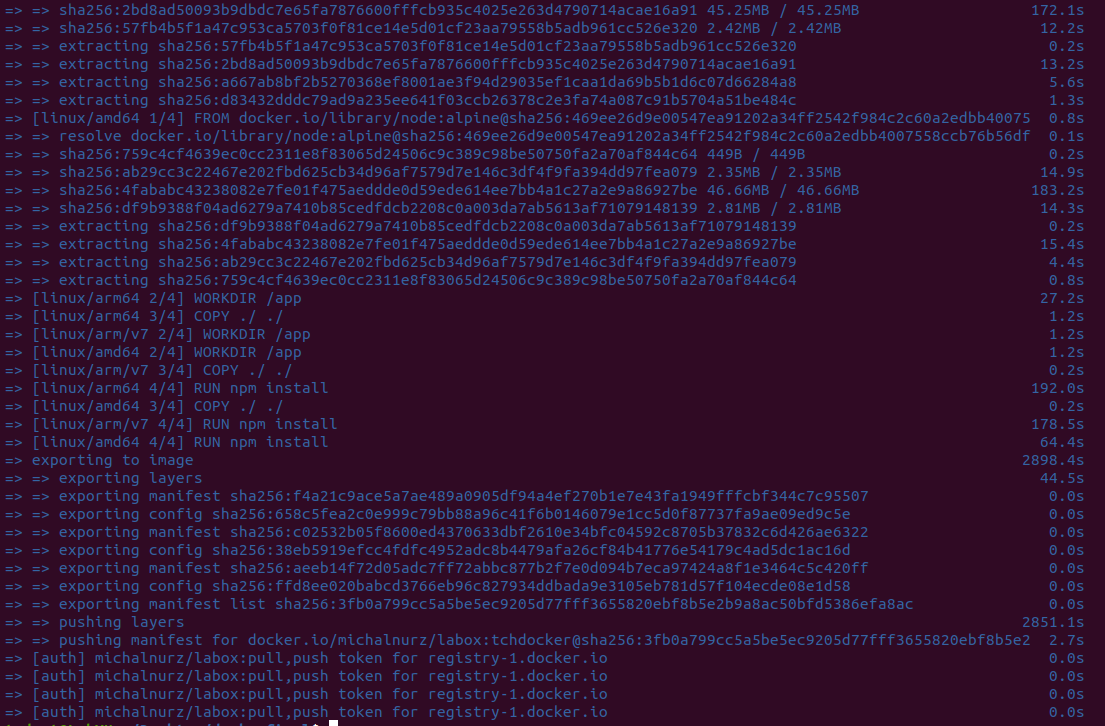 => => sha256:2bd8ad50093b9dbdc7e65fa7876600fffcb935c4025e263d4790714acae16a91 45.25MB / 45.25MB 172.1s
=> => sha256:57fb4b5f1a47c953ca5703f0f81ce14e5d01cf23aa79558b5adb961cc526e320 2.42MB / 2.42MB 12.2s
=> => extracting sha256:57fb4b5f1a47c953ca5703f0f81ce14e5d01cf23aa79558b5adb961cc526e320 0.2s
=> => extracting sha256:2bd8ad50093b9dbdc7e65fa7876600fffcb935c4025e263d4790714acae16a91 13.2s
=> => extracting sha256:a667ab8bf2b5270368ef8001ae3f94d29035ef1caa1da69b5b1d6c07d66284a8 5.6s
=> => extracting sha256:d83432dddc79ad9a235ee641f03ccb26378c2e3fa74a087c91b5704a51be484c 1.3s
=> [linux/amd64 1/4] FROM docker.io/library/node:alpine@sha256:469ee26d9e00547ea91202a34ff2542f984c2c60a2edbb40075 0.8s
=> => resolve docker.io/library/node:alpine@sha256:469ee26d9e00547ea91202a34ff2542f984c2c60a2edbb4007558ccb76b56df 0.1s
=> => sha256:759c4cf4639ec0cc2311e8f83065d24506c9c389c98be50750fa2a70af844c64 449B / 449B 0.2s
=> => sha256:ab29cc3c22467e202fbd625cb34d96af7579d7e146c3df4f9fa394dd97fea079 2.35MB / 2.35MB 14.9s
=> => sha256:4fababc43238082e7fe01f475aeddde0d59ede614ee7bb4a1c27a2e9a86927be 46.66MB / 46.66MB 183.2s
=> => sha256:df9b9388f04ad6279a7410b85cedfdcb2208c0a003da7ab5613af71079148139 2.81MB / 2.81MB 14.3s
=> => extracting sha256:df9b9388f04ad6279a7410b85cedfdcb2208c0a003da7ab5613af71079148139 0.2s
=> => extracting sha256:4fababc43238082e7fe01f475aeddde0d59ede614ee7bb4a1c27a2e9a86927be 15.4s
=> => extracting sha256:ab29cc3c22467e202fbd625cb34d96af7579d7e146c3df4f9fa394dd97fea079 4.4s
=> => extracting sha256:759c4cf4639ec0cc2311e8f83065d24506c9c389c98be50750fa2a70af844c64 0.8s
=> [linux/arm64 2/4] WORKDIR /app 27.2s
=> [linux/arm64 3/4] COPY ./ ./ 1.2s
=> [linux/arm/v7 2/4] WORKDIR /app 1.2s
=> [linux/amd64 2/4] WORKDIR /app 1.2s
=> [linux/arm/v7 3/4] COPY ./ ./ 0.2s
=> [linux/arm64 4/4] RUN npm install 192.0s
=> [linux/amd64 3/4] COPY ./ ./ 0.2s
=> [linux/arm/v7 4/4] RUN npm install 178.5s
=> [linux/amd64 4/4] RUN npm install 64.4s
=> exporting to image 2898.4s
=> => exporting layers 44.5s
=> => exporting manifest sha256:f4a21c9ace5a7ae489a0905df94a4ef270b1e7e43fa1949fffcbf344c7c95507 0.0s
=> => exporting config sha256:658c5fea2c0e999c79bb88a96c41f6b0146079e1cc5d0f87737fa9ae09ed9c5e 0.0s
=> => exporting manifest sha256:c02532b05f8600ed4370633dbf2610e34bfc04592c8705b37832c6d426ae6322 0.0s
=> => exporting config sha256:38eb5919efcc4fdfc4952adc8b4479afa26cf84b41776e54179c4ad5dc1ac16d 0.0s
=> => exporting manifest sha256:aeeb14f72d05adc7ff72abbc877b2f7e0d094b7eca97424a8f1e3464c5c420ff 0.0s
=> => exporting config sha256:ffd8ee020babcd3766eb96c827934ddbada9e3105eb781d57f104ecde08e1d58 0.0s
=> => exporting manifest list sha256:3fb0a799cc5a5be5ec9205d77fff3655820ebf8b5e2b9a8ac50bfd5386efa8ac 0.0s
=> => pushing layers 2851.1s
=> => pushing manifest for docker.io/michalnurz/labox:tchdocker@sha256:3fb0a799cc5a5be5ec9205d77fff3655820ebf8b5e2 2.7s
=> [auth] michalnurz/labox:pull,push token for registry-1.docker.io 0.0s
=> [auth] michalnurz/labox:pull,push token for registry-1.docker.io 0.0s
=> [auth] michalnurz/labox:pull,push token for registry-1.docker.io 0.0s
=> [auth] michalnurz/labox:pull,push token for registry-1.docker.io 0.0s